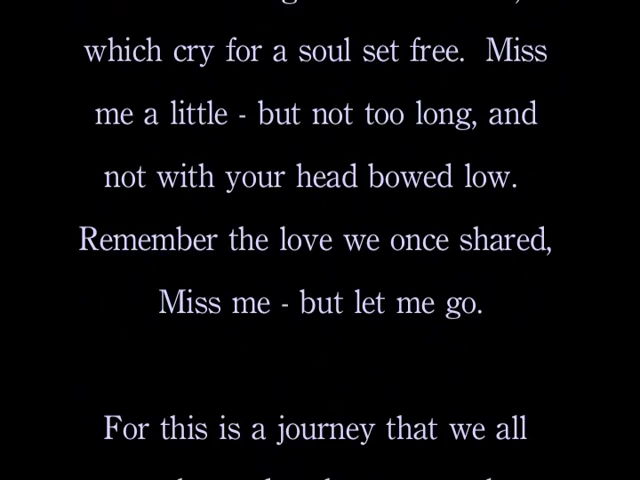 which cry for a soul set free.  Miss
me a little - but not too long, and
not with your head bowed low.
Remember the love we once shared,
Miss me - but let me go.
For this is a journey that we all